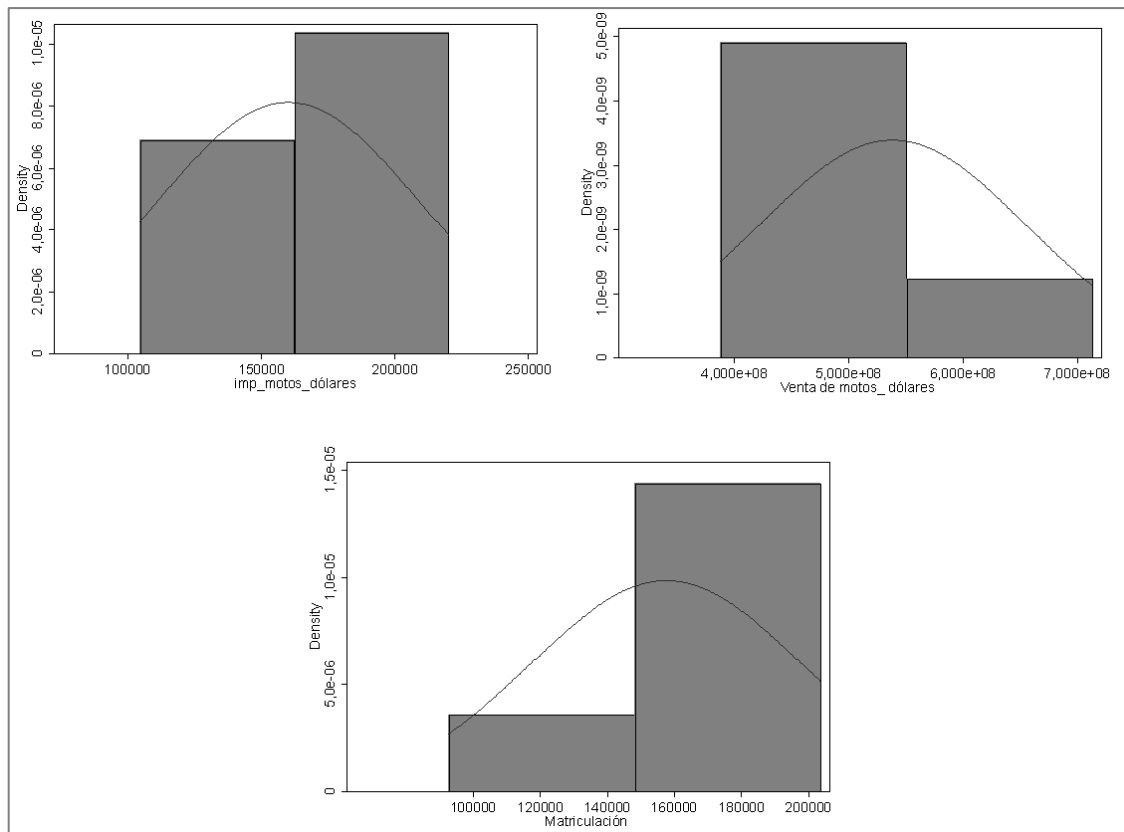 Density
0
2,0e-06
4,0e-06
6,0e-06
8,0e-06
1,0e-05
100000
150000
200000
250000
imp_motos_dólares
Density
0
1,0e-09
2,0e-09
3,0e-09
4,0e-09
5,0e-09
4,000e+08
5,000e+08
6,000e+08
7,000e+08
Venta de motos_ dólares
Density
0
5,0e-06
1,0e-05
1,5e-05
100000
120000
140000
160000
180000
200000
Matriculación